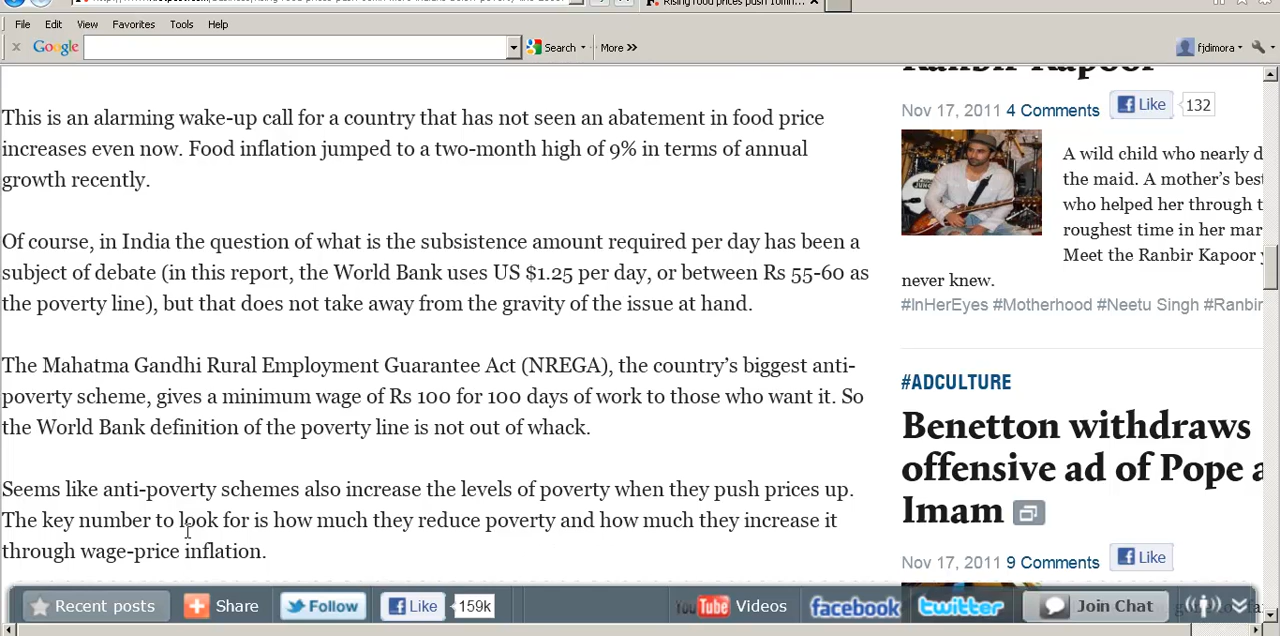 Rising food prices push 10mn...
File Edit View Favorites Tools Help
x Google Search More »
fjdimora
This is an alarming wake-up call for a country that has not seen an abatement in food price
increases even now. Food inflation jumped to a two-month high of 9% in terms of annual
growth recently.
Of course, in India the question of what is the subsistence amount required per day has been a
subject of debate (in this report, the World Bank uses US $1.25 per day, or between Rs 55-60 as
the poverty line), but that does not take away from the gravity of the issue at hand.
The Mahatma Gandhi Rural Employment Guarantee Act (NREGA), the country's biggest anti-
poverty scheme, gives a minimum wage of Rs 100 for 100 days of work to those who want it. So
the World Bank definition of the poverty line is not out of whack.
Seems like anti-poverty schemes also increase the levels of poverty when they push prices up.
The key number to look for is how much they reduce poverty and how much they increase it
through wage-price inflation.
Ranbir Kapoor
Nov 17, 2011 4 Comments Like 132
A wild child who nearly d
the maid. A mother's best
who helped her through t
roughest time in her mar
Meet the Ranbir Kapoor y
never knew.
#InHerEyes #Motherhood #Neetu Singh #Ranbir
#ADCULTURE
Benetton withdraws
offensive ad of Pope a
Imam
Nov 17, 2011 9 Comments Like
Recent posts Share Follow Like 159k YouTube Videos facebook twitter Join Chat